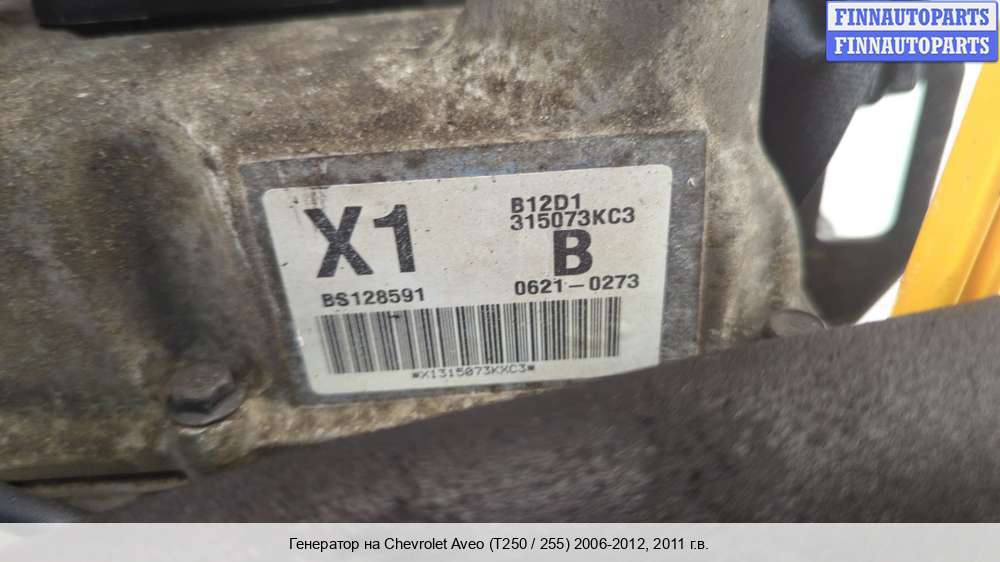 FINNAUTOPARTS
FINNAUTOPARTS
X1
B12D1
315073KC3
B
BS128591
0621-0273
*X1315073KXC3*
Генератор на Chevrolet Aveo (T250 / 255) 2006-2012, 2011 г.в.